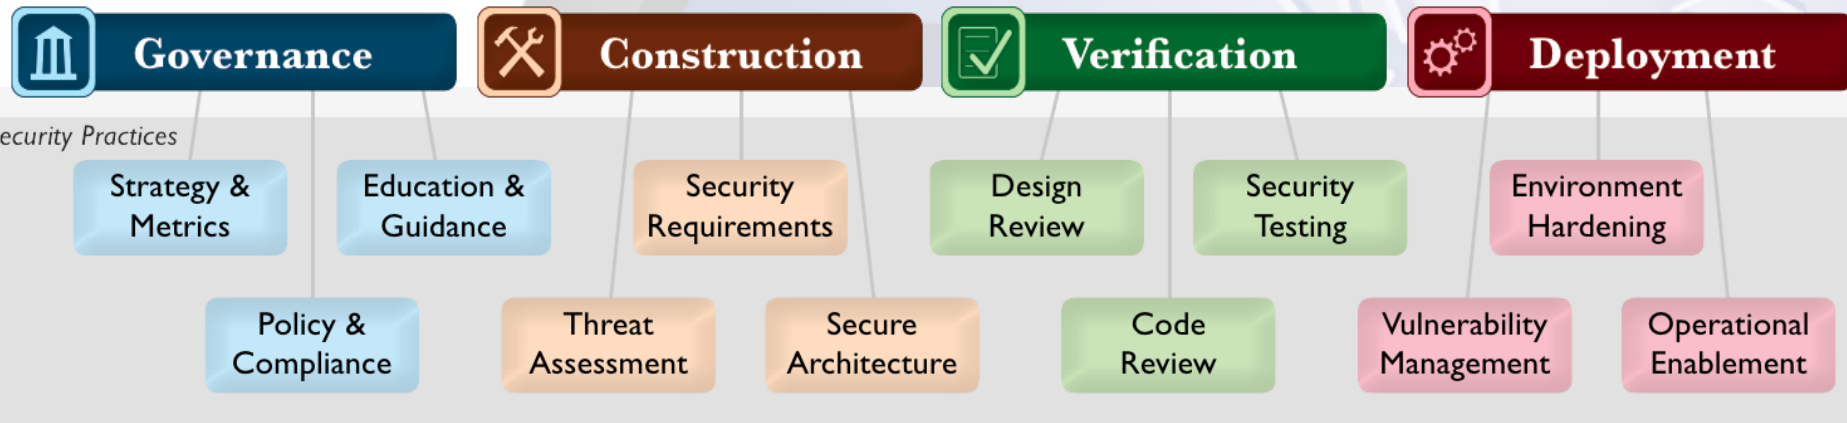 Governance
Construction
Verification
Deployment
ecurity Practices
Strategy &
Metrics
Education &
Guidance
Security
Requirements
Design
Review
Security
Testing
Environment
Hardening
Policy &
Compliance
Threat
Assessment
Secure
Architecture
Code
Review
Vulnerability
Management
Operational
Enablement